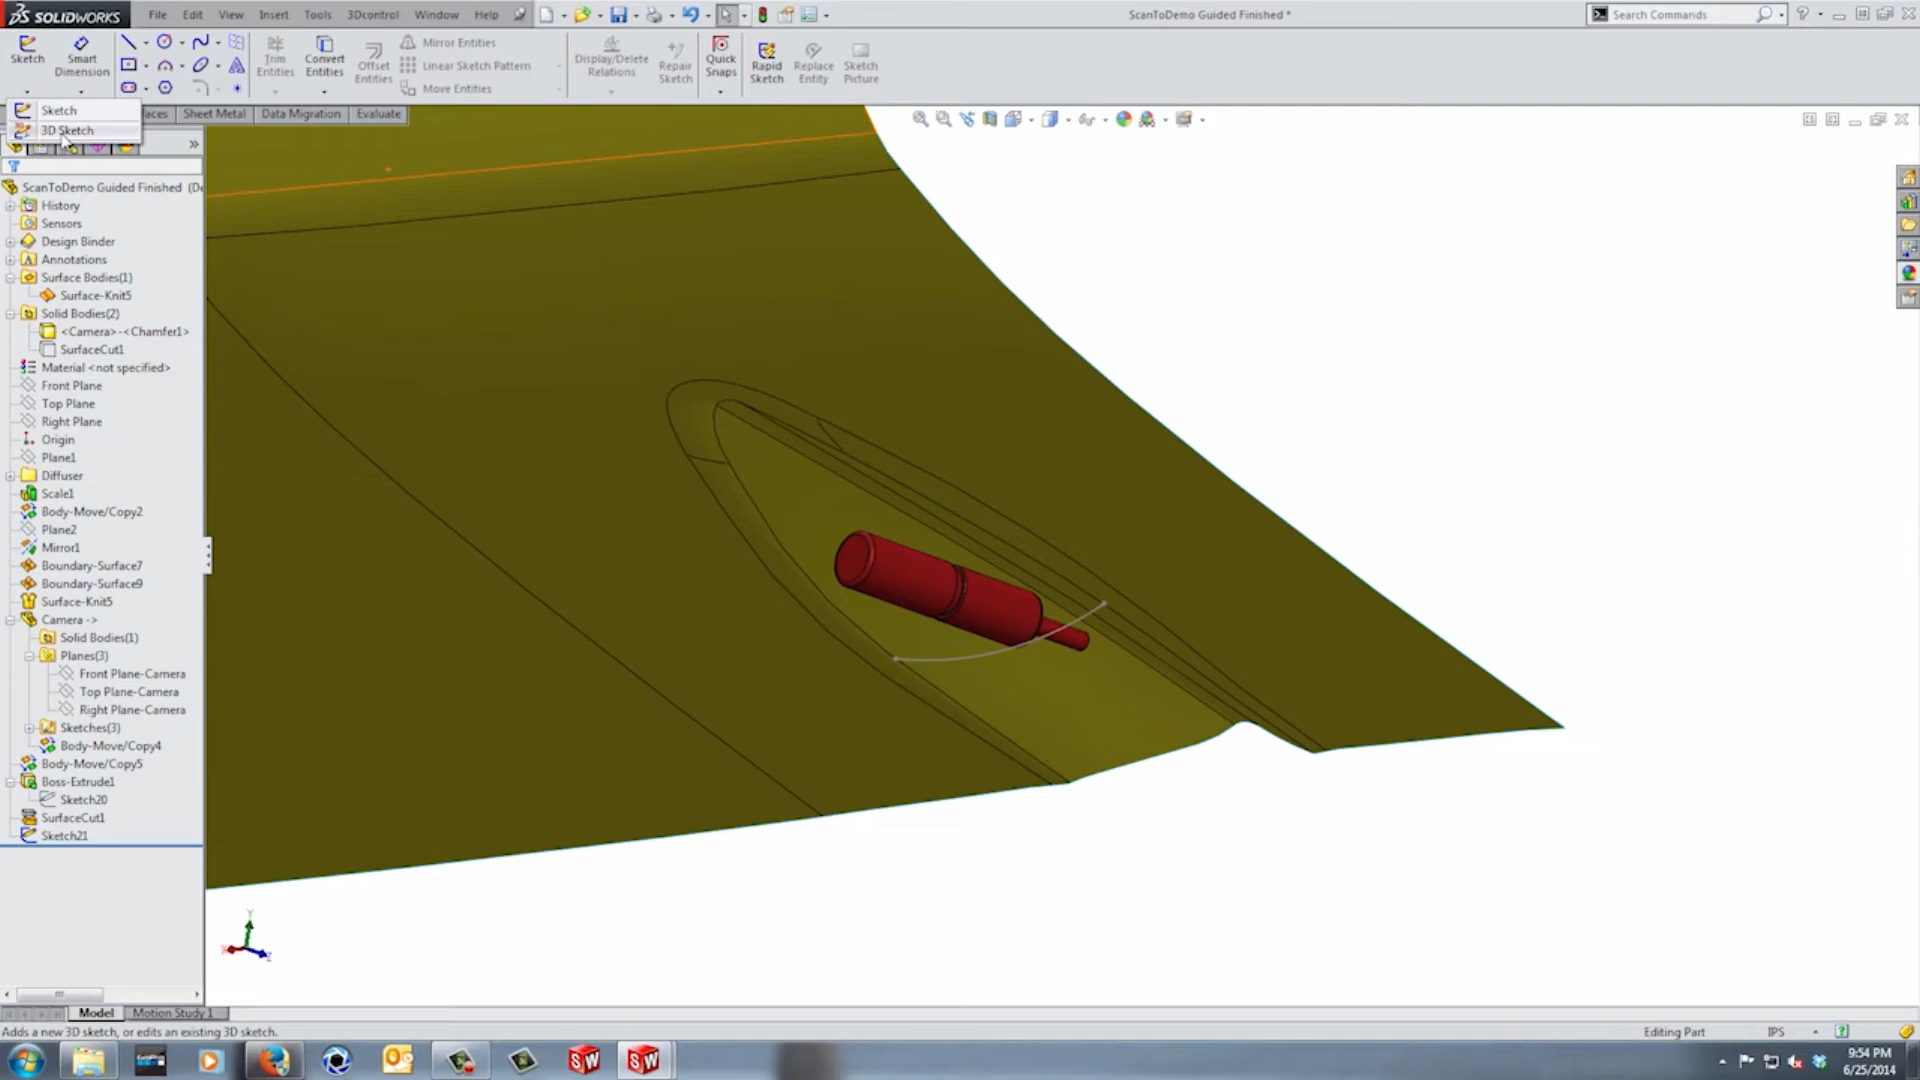 SOLIDWORKS File Edit View Insert Tools 3Dcontrol Window Help
ScanToDemo Guided Finished *
Search Commands
Sketch
Smart Dimension
Trim Entities
Convert Entities
Offset Entities
Mirror Entities
Linear Sketch Pattern
Move Entities
Display/Delete Relations
Repair Sketch
Quick Snaps
Rapid Sketch
Replace Entity
Sketch Picture
Sketch
3D Sketch
faces Sheet Metal Data Migration Evaluate
ScanToDemo Guided Finished (De
History
Sensors
Design Binder
Annotations
Surface Bodies(1)
Surface-Knit5
Solid Bodies(2)
<Camera>-<Chamfer1>
SurfaceCut1
Material <not specified>
Front Plane
Top Plane
Right Plane
Origin
Plane1
Diffuser
Scale1
Body-Move/Copy2
Plane2
Mirror1
Boundary-Surface7
Boundary-Surface9
Surface-Knit5
Camera ->
Solid Bodies(1)
Planes(3)
Front Plane-Camera
Top Plane-Camera
Right Plane-Camera
Sketches(3)
Body-Move/Copy4
Body-Move/Copy5
Boss-Extrude1
Sketch20
SurfaceCut1
Sketch21
Model Motion Study 1
Adds a new 3D sketch, or edits an existing 3D sketch.
Editing Part IPS
9:54 PM
6/25/2014